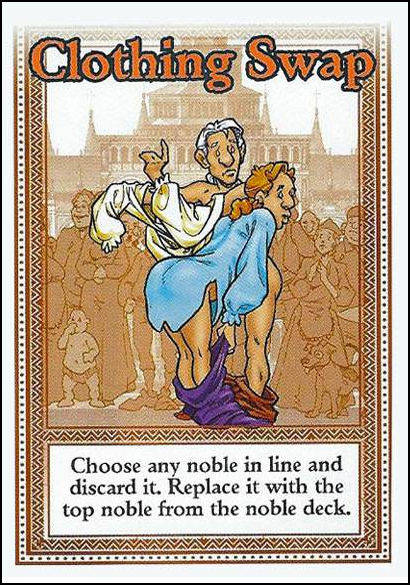 Clothing Swap
Choose any noble in line and
discard it. Replace it with the
top noble from the noble deck.